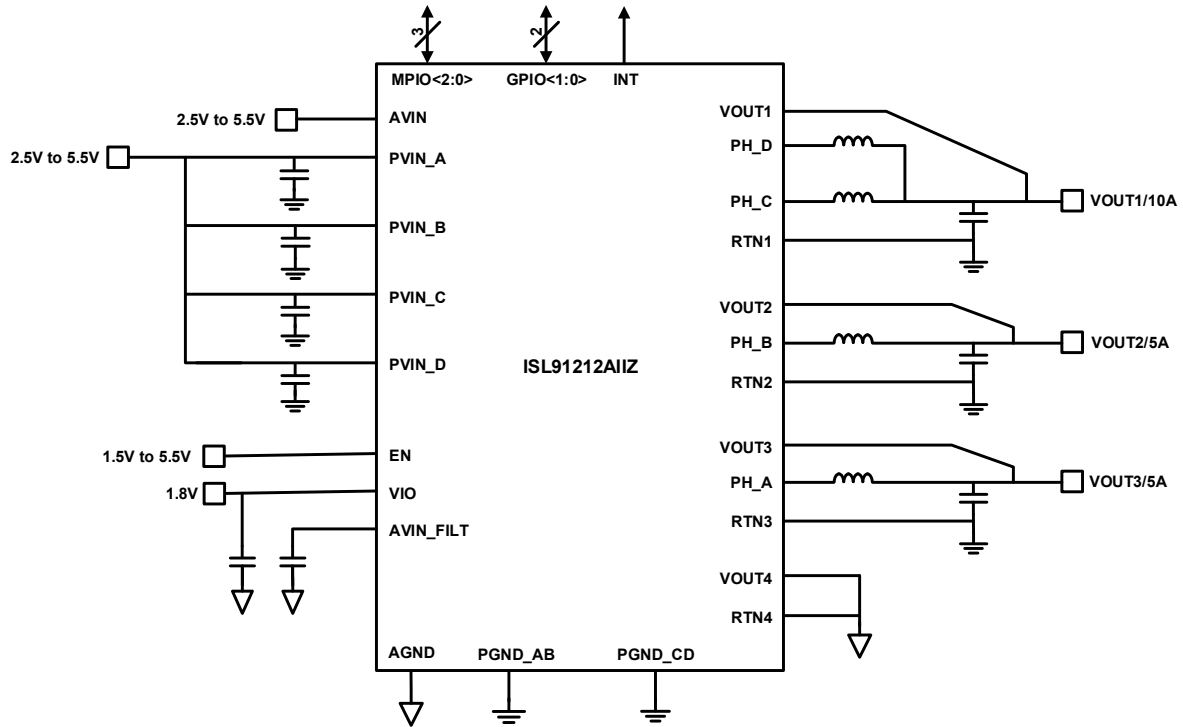 3
2
MPIO<2:0>
GPIO<1:0>
INT
2.5V to 5.5V
AVIN
2.5V to 5.5V
PVIN_A
PVIN_B
PVIN_C
PVIN_D
1.5V to 5.5V
EN
1.8V
VIO
AVIN_FILT
ISL91212AIIZ
VOUT1
PH_D
PH_C
VOUT1/10A
RTN1
VOUT2
PH_B
VOUT2/5A
RTN2
VOUT3
PH_A
VOUT3/5A
RTN3
VOUT4
RTN4
AGND
PGND_AB
PGND_CD